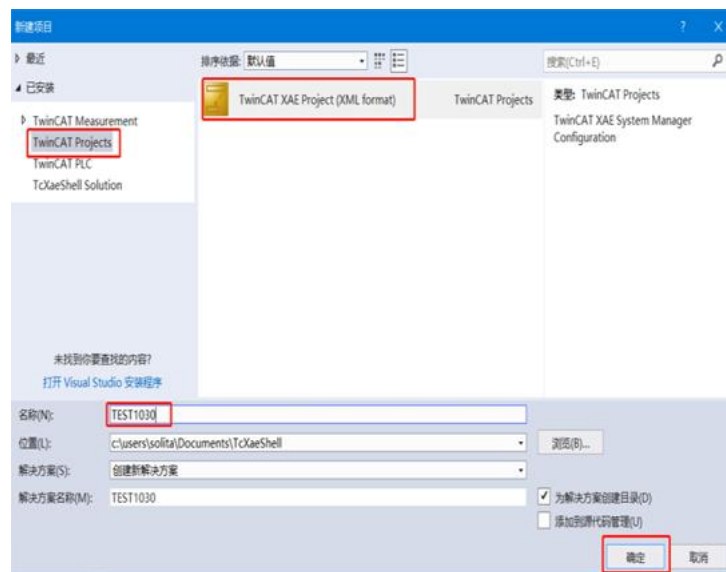 新建项目
? X
最近
排序依据: 默认值
搜索(Ctrl+E)
已安装
TwinCAT Measurement
TwinCAT Projects
TwinCAT PLC
TcXaeShell Solution
TwinCAT XAE Project (XML format)
TwinCAT Projects
类型: TwinCAT Projects
TwinCAT XAE System Manager
Configuration
未找到你要查找的内容?
打开 Visual Studio 安装程序
名称(N): TEST1030
位置(L): c:\users\solita\Documents\TcXaeShell
浏览(B)...
解决方案(S): 创建新解决方案
解决方案名称(M): TEST1030
为解决方案创建目录(D)
添加到源代码管理(U)
确定
取消